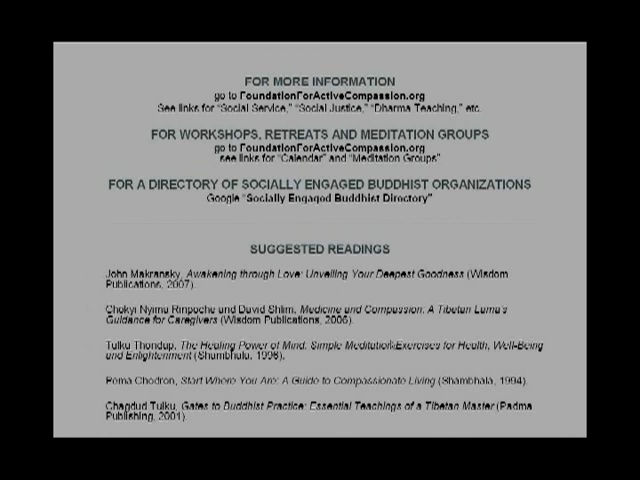 FOR MORE INFORMATION
go to FoundationForActiveCompassion.org
See links for "Social Service," "Social Justice," "Dharma Teaching," etc.
FOR WORKSHOPS, RETREATS AND MEDITATION GROUPS
go to FoundationForActiveCompassion.org
see links for "Calendar" and "Meditation Groups"
FOR A DIRECTORY OF SOCIALLY ENGAGED BUDDHIST ORGANIZATIONS
Google "Socially Engaged Buddhist Directory"
SUGGESTED READINGS
John Makransky, Awakening through Love: Unveiling Your Deepest Goodness (Wisdom
Publications, 2007).
Chokyi Nyima Rinpoche and David Shlim, Medicine and Compassion: A Tibetan Lama's
Guidance for Caregivers (Wisdom Publications, 2006).
Tulku Thondup, The Healing Power of Mind: Simple Meditation Exercises for Health, Well-Being
and Enlightenment (Shambhala, 1996).
Pema Chodron, Start Where You Are: A Guide to Compassionate Living (Shambhala, 1994).
Chagdud Tulku, Gates to Buddhist Practice: Essential Teachings of a Tibetan Master (Padma
Publishing, 2001).